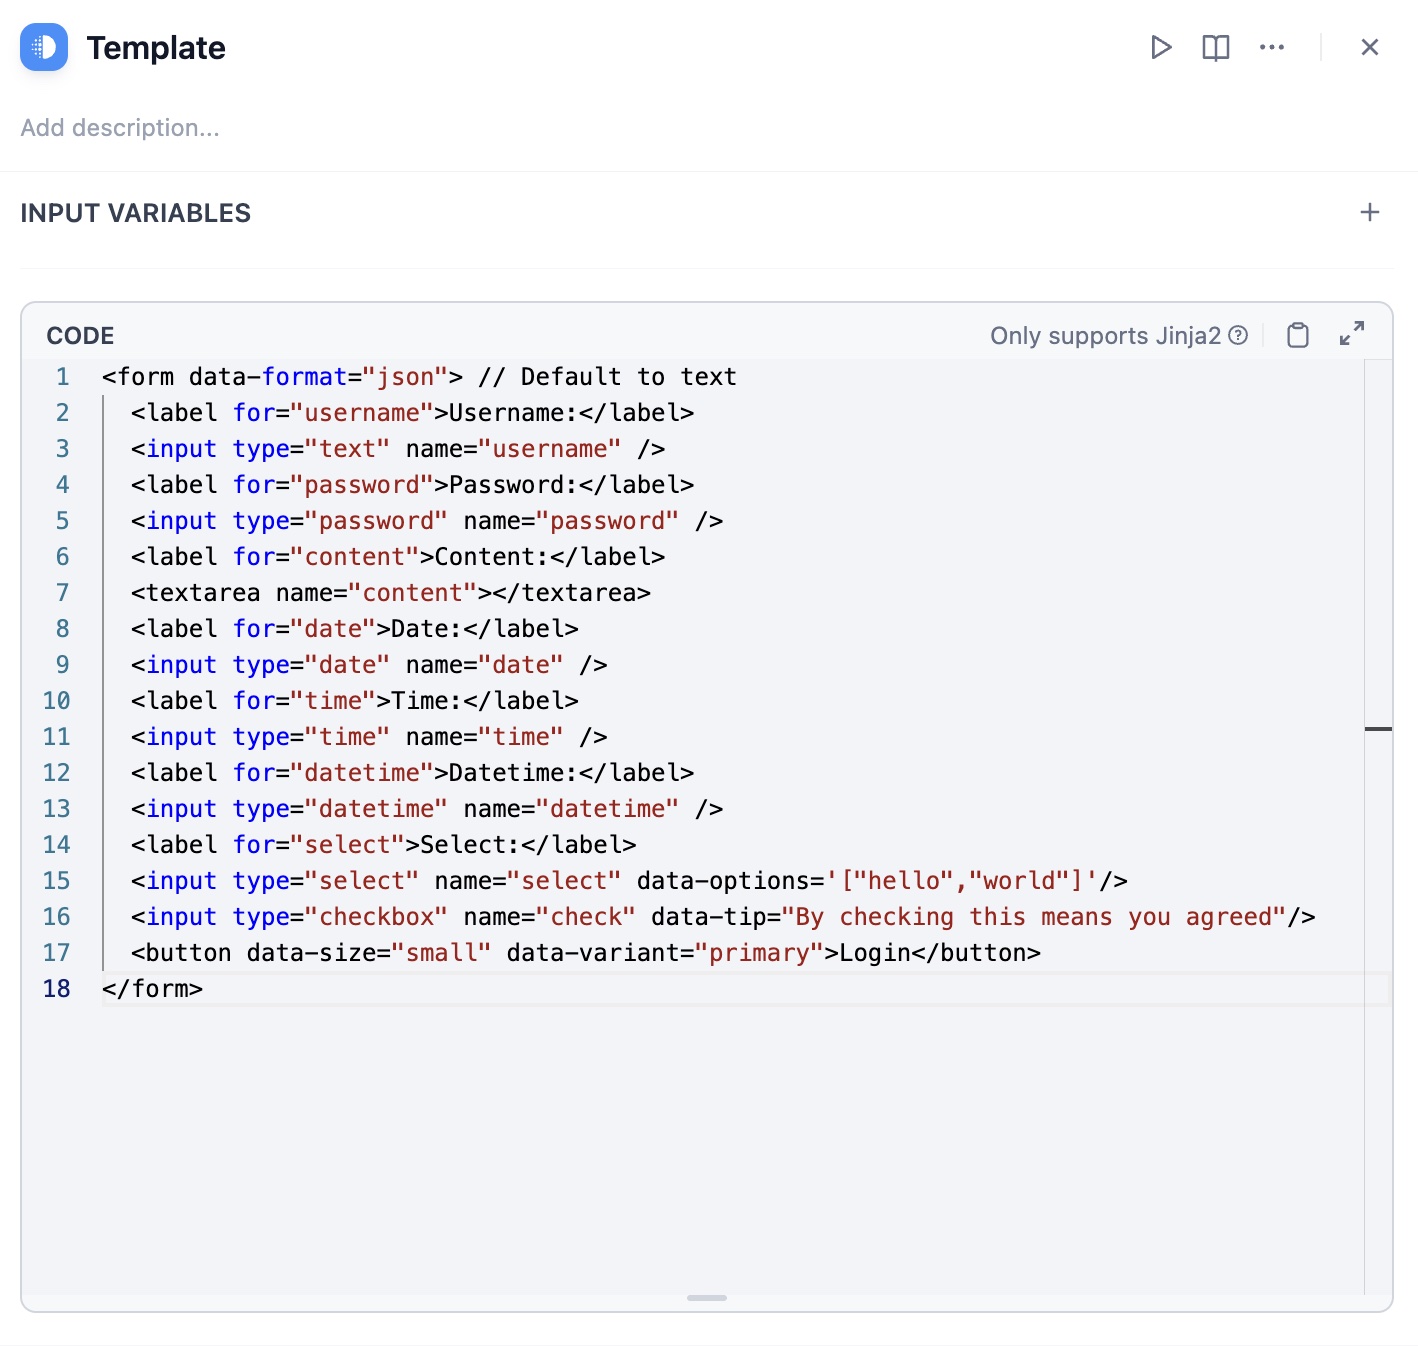 Template
Add description...
INPUT VARIABLES
CODE
Only supports Jinja2
1 <form data-format="json"> // Default to text
2   <label for="username">Username:</label>
3   <input type="text" name="username" />
4   <label for="password">Password:</label>
5   <input type="password" name="password" />
6   <label for="content">Content:</label>
7   <textarea name="content"></textarea>
8   <label for="date">Date:</label>
9   <input type="date" name="date" />
10   <label for="time">Time:</label>
11   <input type="time" name="time" />
12   <label for="datetime">Datetime:</label>
13   <input type="datetime" name="datetime" />
14   <label for="select">Select:</label>
15   <input type="select" name="select" data-options='["hello","world"]'/>
16   <input type="checkbox" name="check" data-tip="By checking this means you agreed"/>
17   <button data-size="small" data-variant="primary">Login</button>
18 </form>